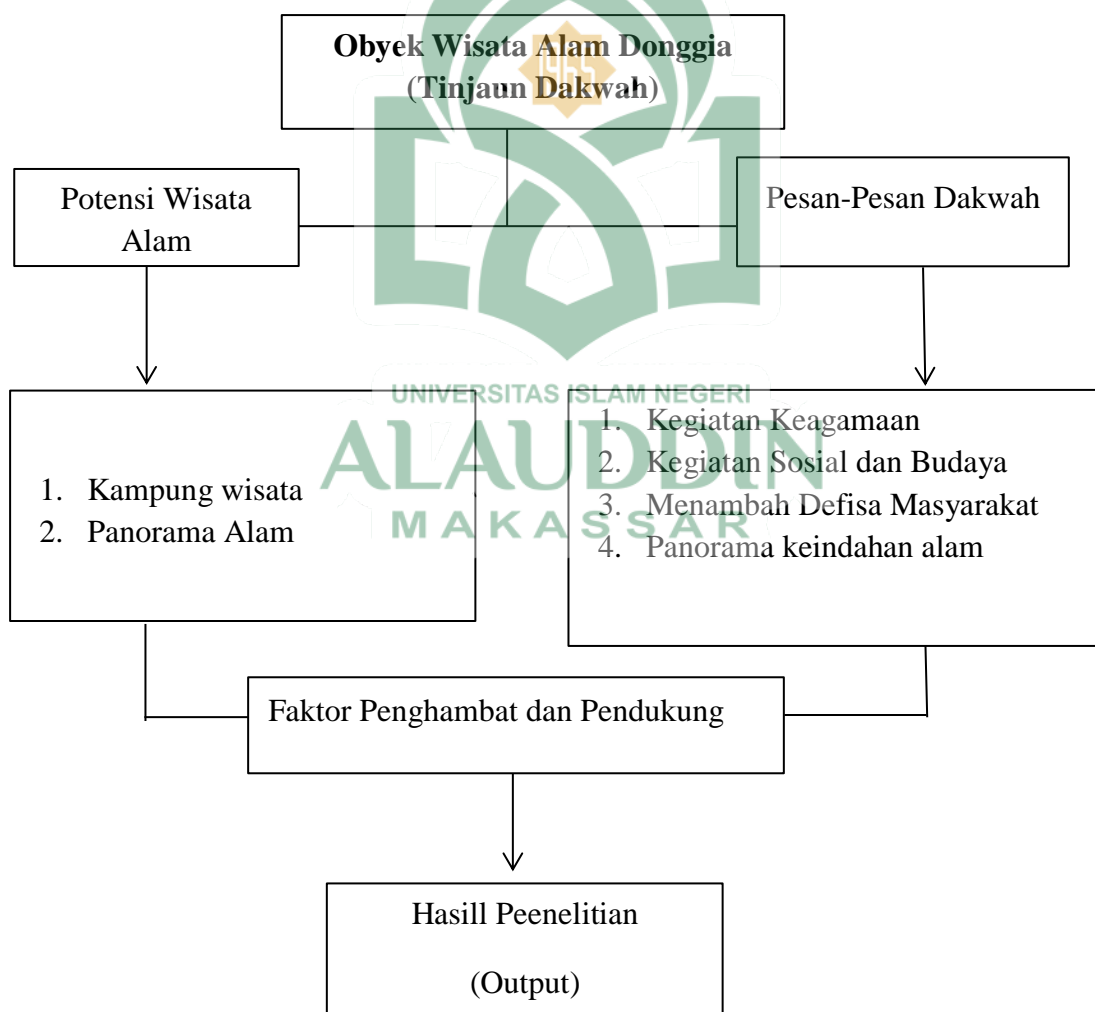 Obyek Wisata Alam Donggia
(Tinjaun Dakwah)
1965
Potensi Wisata
Alam
Pesan-Pesan Dakwah
UNIVERSITAS ISLAM NEGERI
ALAUDDIN
MAKASSAR
1. Kampung wisata
2. Panorama Alam
1. Kegiatan Keagamaan
2. Kegiatan Sosial dan Budaya
3. Menambah Defisa Masyarakat
4. Panorama keindahan alam
Faktor Penghambat dan Pendukung
Hasill Peenelitian
(Output)